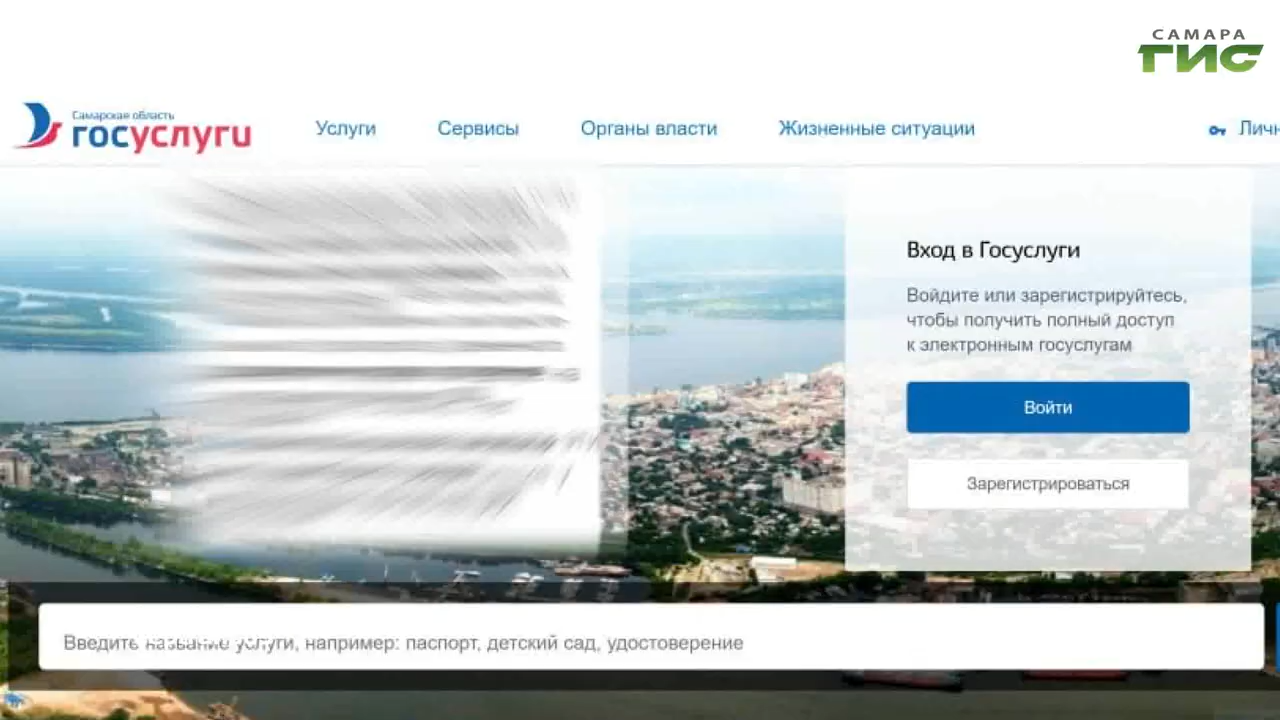 САМАРА
ГИС
Самарская область
госуслуги
Услуги
Сервисы
Органы власти
Жизненные ситуации
Личн
Вход в Госуслуги
Войдите или зарегистрируйтесь,
чтобы получить полный доступ
к электронным госуслугам
Войти
Зарегистрироваться
Введите название услуги, например: паспорт, детский сад, удостоверение